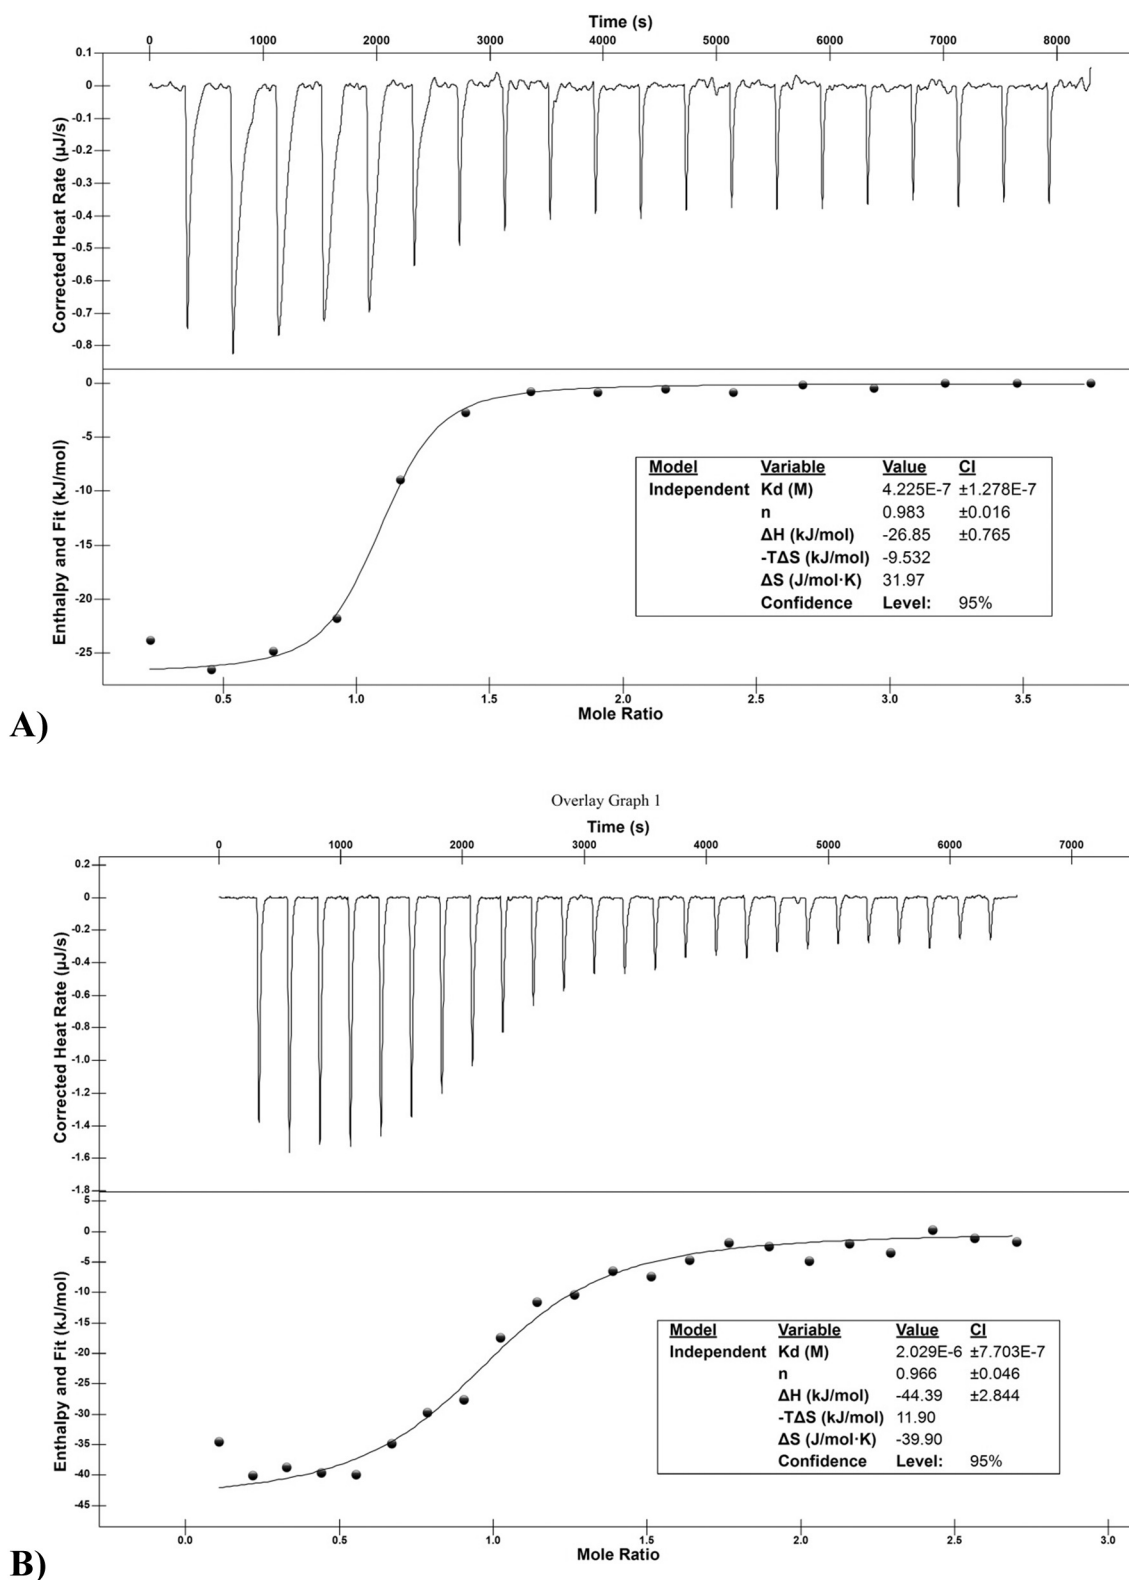 Time (s)
0 1000 2000 3000 4000 5000 6000 7000 8000
0.1
0
-0.1
-0.2
-0.3
-0.4
-0.5
-0.6
-0.7
-0.8
Corrected Heat Rate (µJ/s)
0
-5
-10
-15
-20
-25
Enthalpy and Fit (kJ/mol)
Model Variable Value CI
Independent Kd (M) 4.225E-7 ±1.278E-7
n 0.983 ±0.016
ΔH (kJ/mol) -26.85 ±0.765
-TΔS (kJ/mol) -9.532
ΔS (J/mol·K) 31.97
Confidence Level: 95%
0.5 1.0 1.5 2.0 2.5 3.0 3.5
Mole Ratio
A)
Overlay Graph 1
Time (s)
0 1000 2000 3000 4000 5000 6000 7000
0.2
0
-0.2
-0.4
-0.6
-0.8
-1.0
-1.2
-1.4
-1.6
-1.8
Corrected Heat Rate (µJ/s)
5
0
-5
-10
-15
-20
-25
-30
-35
-40
-45
Enthalpy and Fit (kJ/mol)
Model Variable Value CI
Independent Kd (M) 2.029E-6 ±7.703E-7
n 0.966 ±0.046
ΔH (kJ/mol) -44.39 ±2.844
-TΔS (kJ/mol) 11.90
ΔS (J/mol·K) -39.90
Confidence Level: 95%
0.0 0.5 1.0 1.5 2.0 2.5 3.0
Mole Ratio
B)